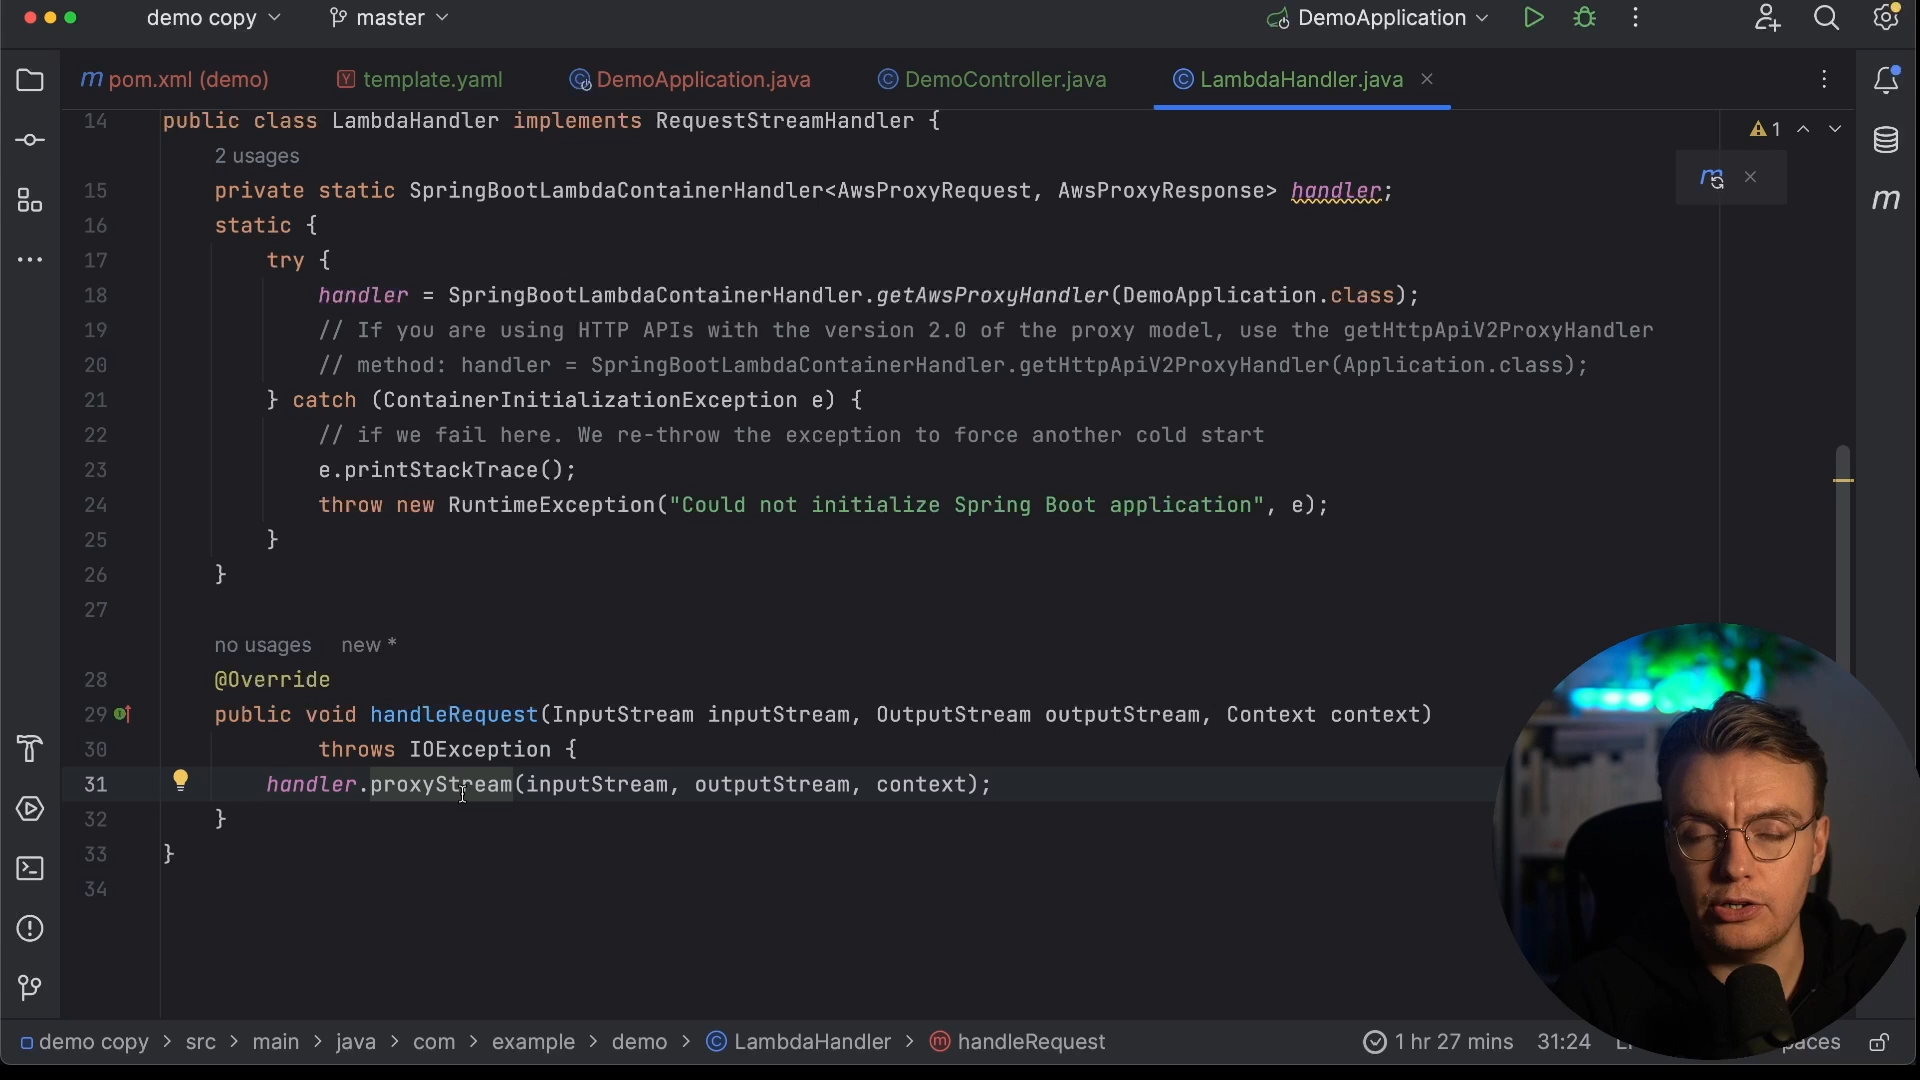 demo copy
master
DemoApplication
pom.xml (demo)
template.yaml
DemoApplication.java
DemoController.java
LambdaHandler.java
14 public class LambdaHandler implements RequestStreamHandler {
1
2 usages
15 private static SpringBootLambdaContainerHandler<AwsProxyRequest, AwsProxyResponse> handler;
16 static {
17 try {
18 handler = SpringBootLambdaContainerHandler.getAwsProxyHandler(DemoApplication.class);
19 // If you are using HTTP APIs with the version 2.0 of the proxy model, use the getHttpApiV2ProxyHandler
20 // method: handler = SpringBootLambdaContainerHandler.getHttpApiV2ProxyHandler(Application.class);
21 } catch (ContainerInitializationException e) {
22 // if we fail here. We re-throw the exception to force another cold start
23 e.printStackTrace();
24 throw new RuntimeException("Could not initialize Spring Boot application", e);
25 }
26 }
27
no usages new *
28 @Override
29 public void handleRequest(InputStream inputStream, OutputStream outputStream, Context context)
30 throws IOException {
31 handler.proxyStream(inputStream, outputStream, context);
32 }
33 }
34
demo copy > src > main > java > com > example > demo > LambdaHandler > handleRequest
1 hr 27 mins 31:24